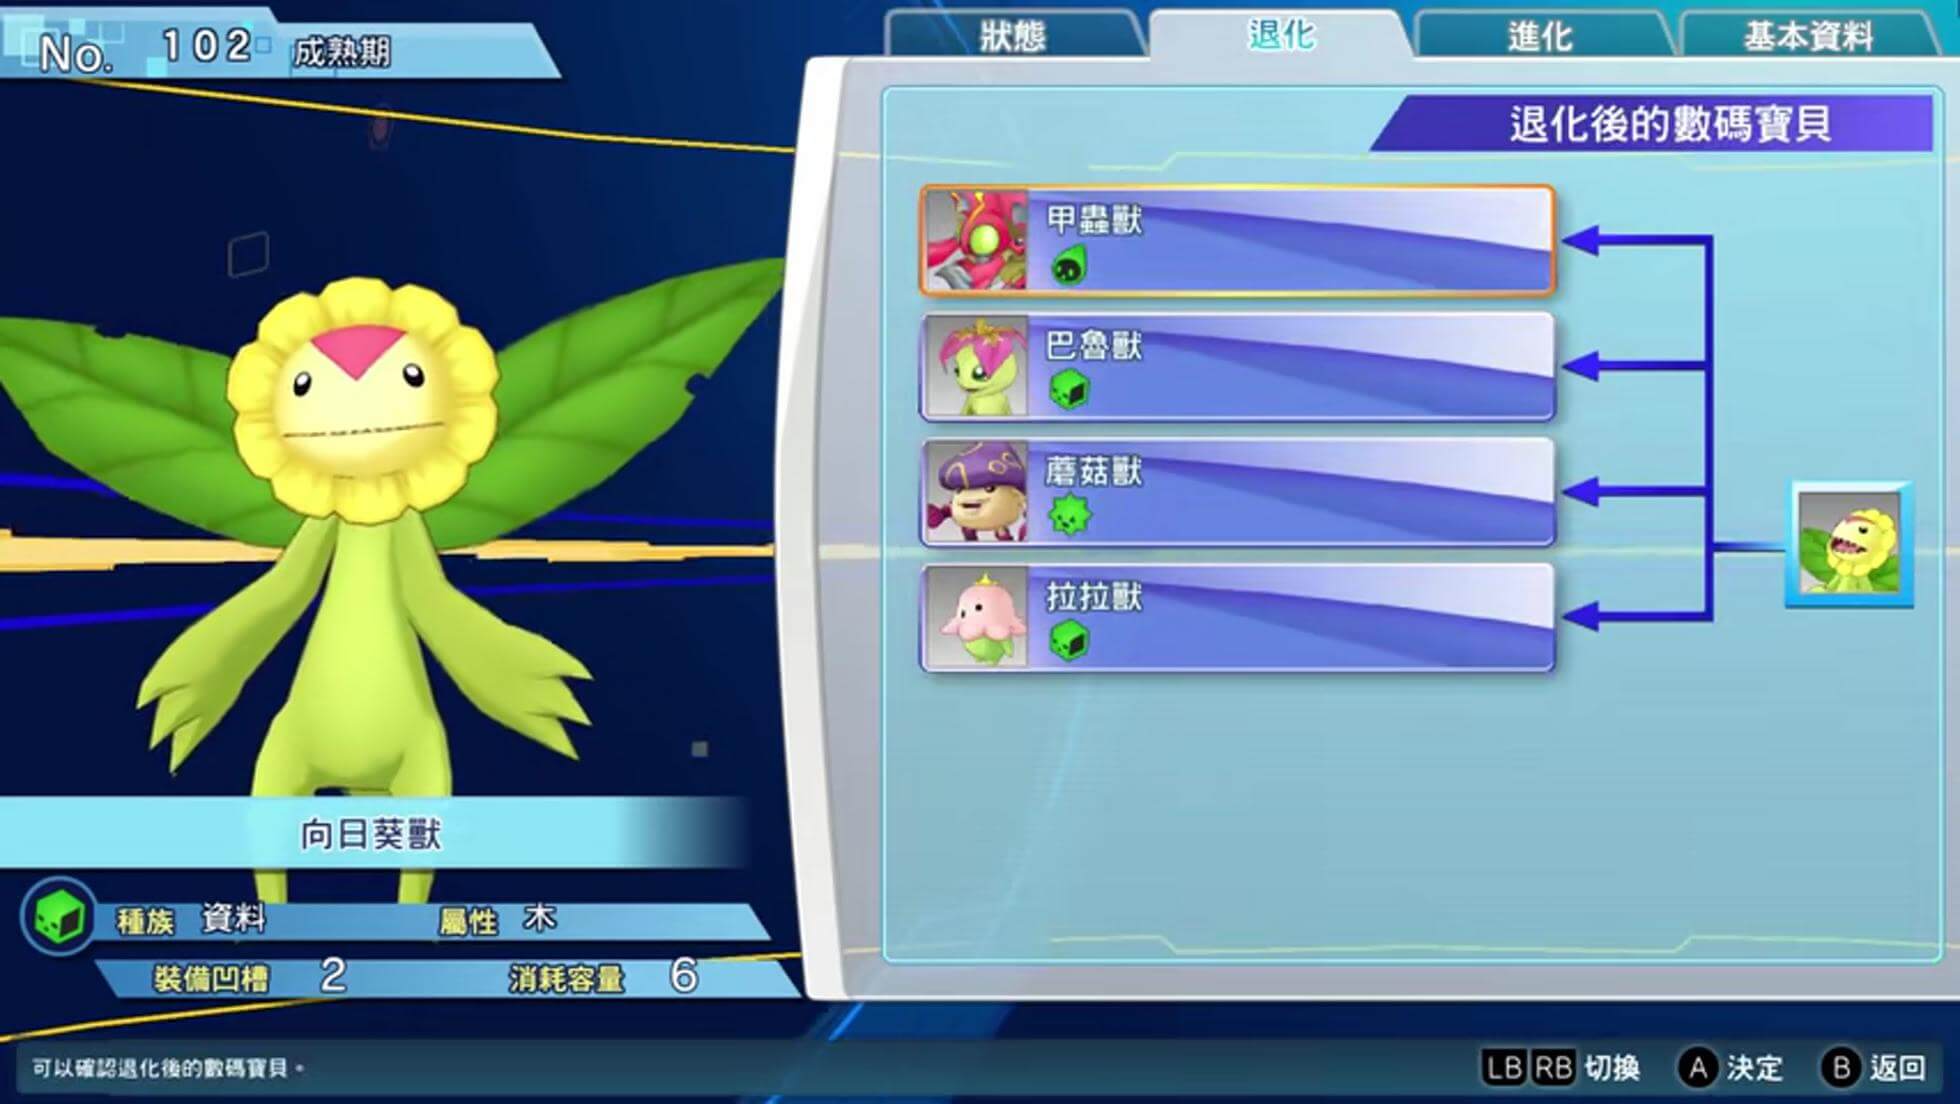 No. 102 成熟期
狀態 退化 進化 基本資料
退化後的數碼寶貝
甲蟲獸
巴魯獸
蘑菇獸
拉拉獸
向日葵獸
種族 資料 屬性 木
裝備凹槽 2 消耗容量 6
可以確認退化後的數碼寶貝。
LB RB 切換 A 決定 B 返回